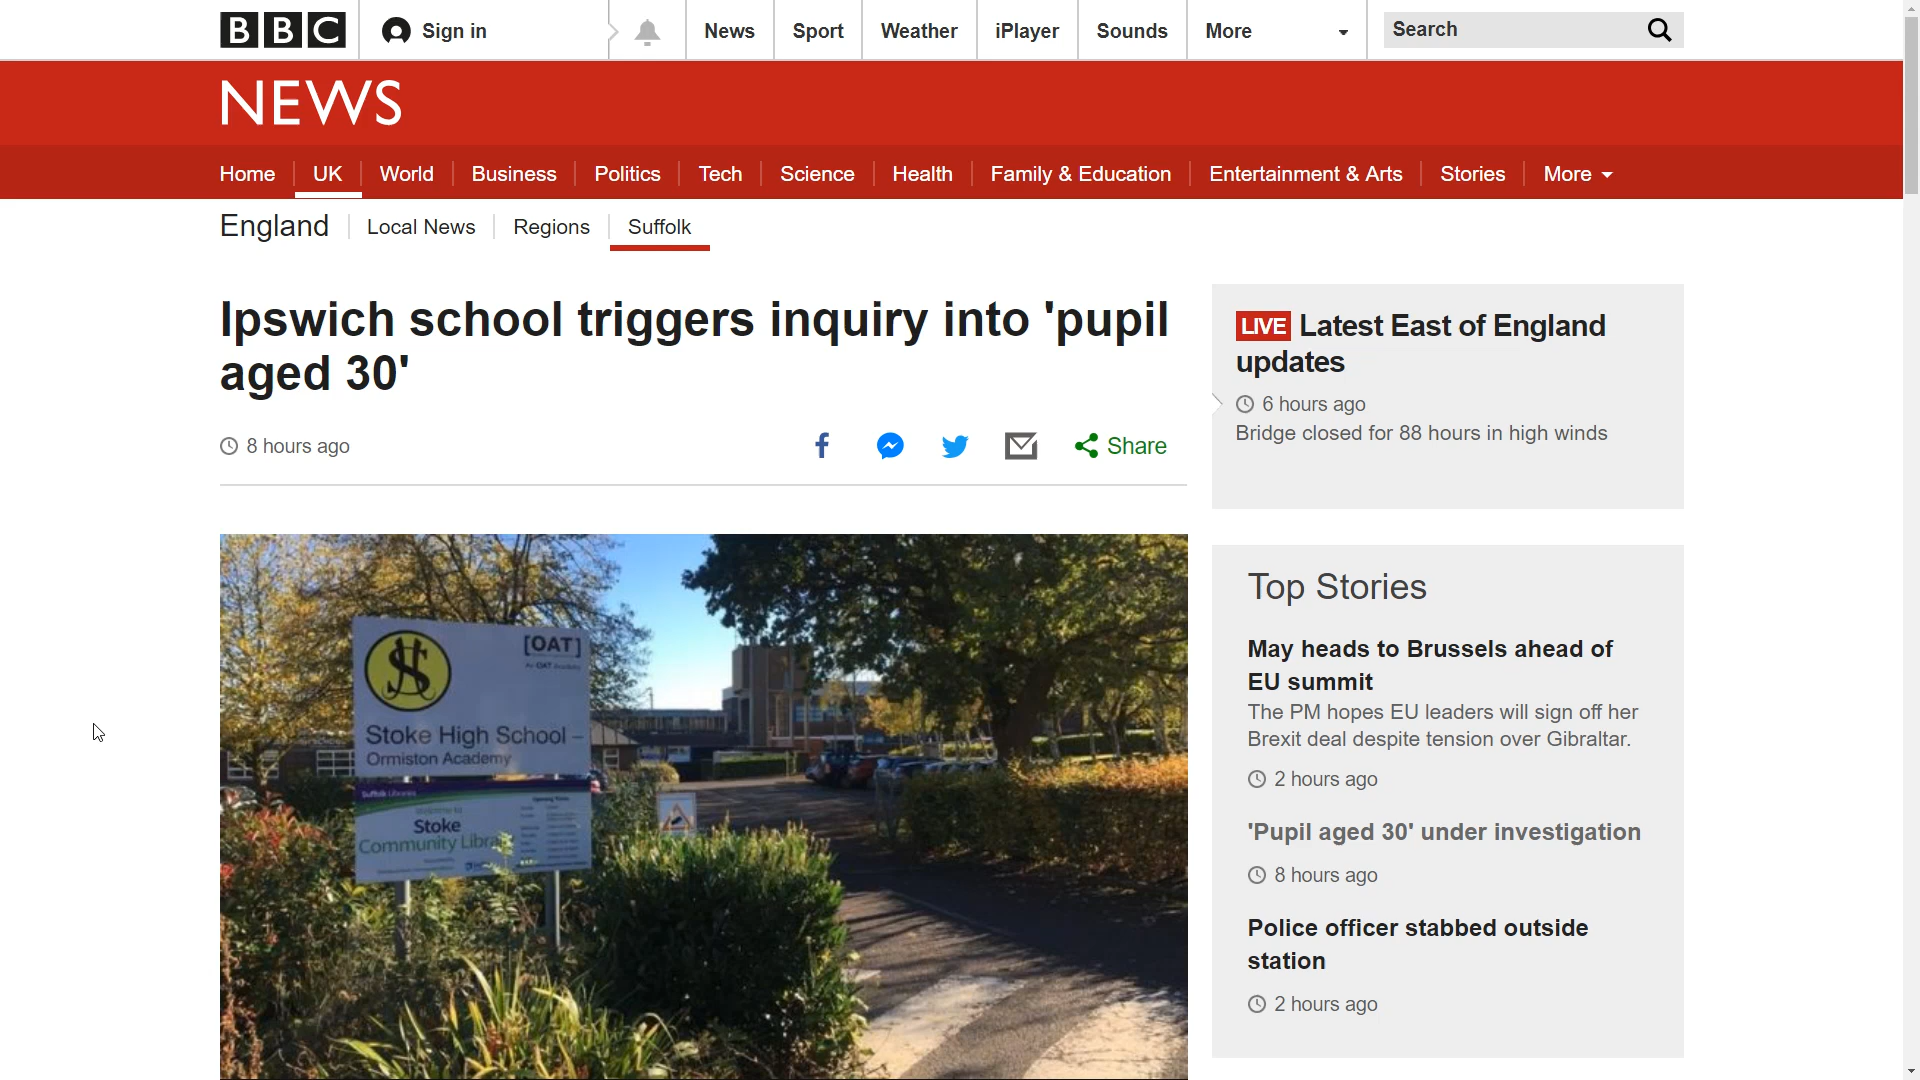 BBC
Sign in
News
Sport
Weather
iPlayer
Sounds
More
Search
NEWS
Home
UK
World
Business
Politics
Tech
Science
Health
Family & Education
Entertainment & Arts
Stories
More
England
Local News
Regions
Suffolk
Ipswich school triggers inquiry into 'pupil
aged 30'
8 hours ago
Share
[OAT]
Stoke High School –
Ormiston Academy
Suffolk Libraries
Welcome to
Stoke
Community Library
LIVE Latest East of England
updates
6 hours ago
Bridge closed for 88 hours in high winds
Top Stories
May heads to Brussels ahead of
EU summit
The PM hopes EU leaders will sign off her
Brexit deal despite tension over Gibraltar.
2 hours ago
'Pupil aged 30' under investigation
8 hours ago
Police officer stabbed outside
station
2 hours ago